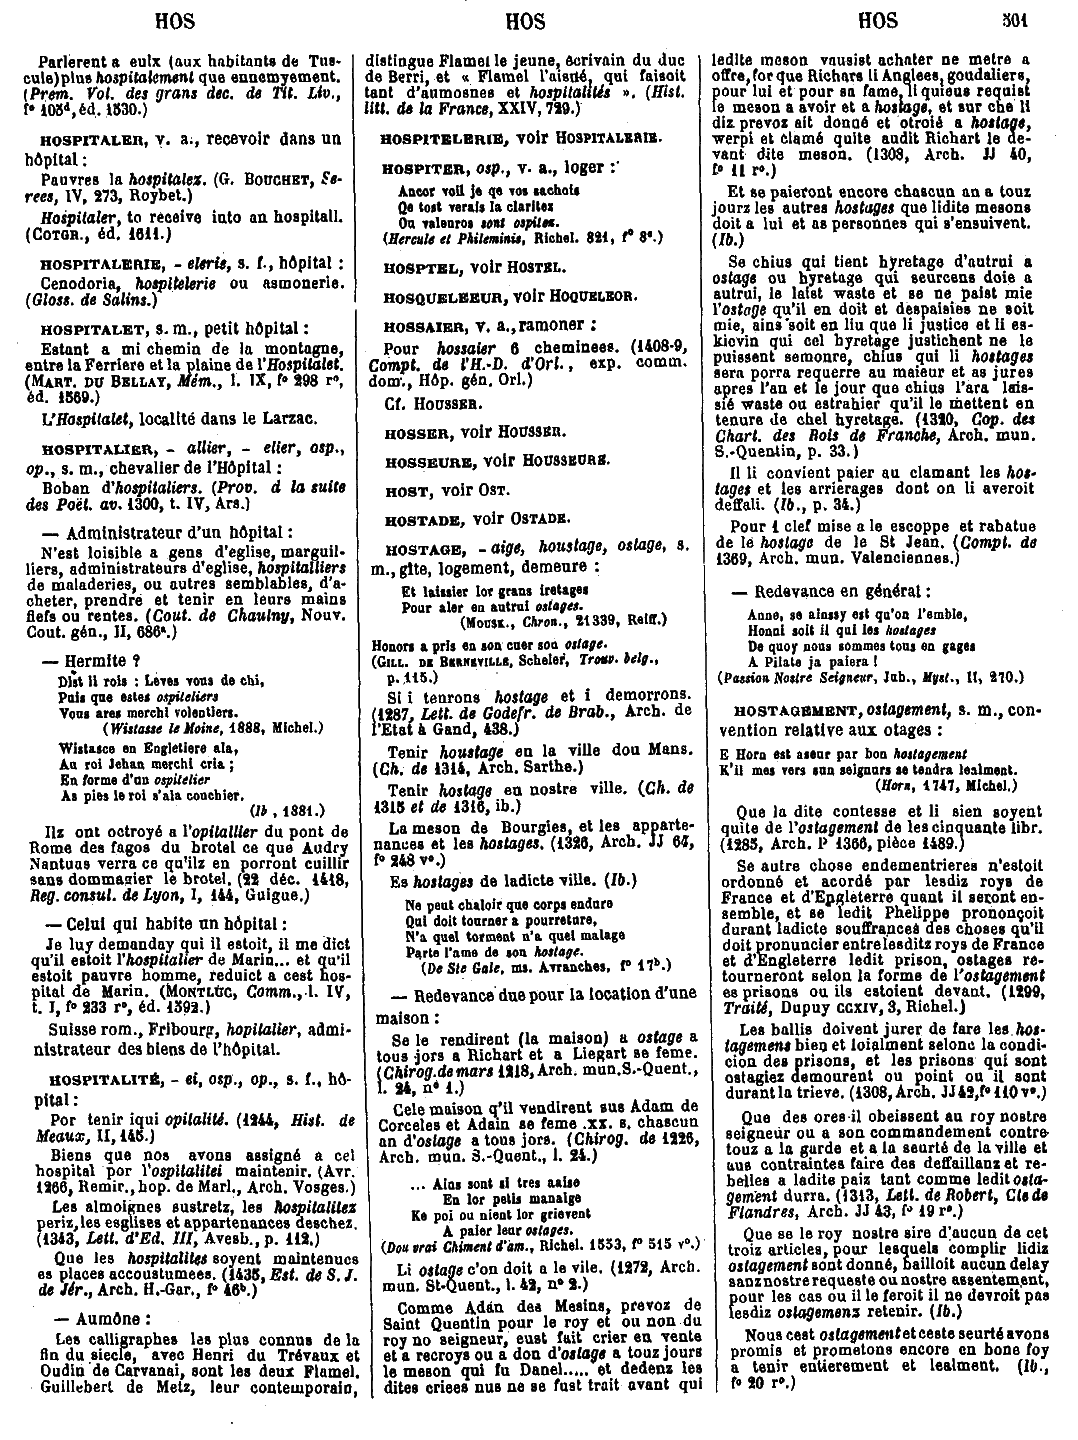 HOS
HOS
HOS
301
Parlerent a eulx (aux habitants de Tus-
cule) plus hospitalement que ennemyement.
(Prem. Vol. des grans dec. de Tit. Liv.,
f° 105d, éd. 1530.)
HOSPITALER, v. a., recevoir dans un
hôpital :
Pauvres la hospitalez. (G. BOUCHET, Se-
rees, IV, 273, Roybet.)
Hospitaler, to receive into an hospitall.
(COTGR., éd. 1611.)
HOSPITALERIE, - elerie, s. f., hôpital :
Cenodoria, hospitelerie ou asmonerie.
(Gloss. de Salins.)
HOSPITALET, s. m., petit hôpital :
Estant a mi chemin de la montagne,
entre la Ferriere et la plaine de l'Hospitalet.
(MART. DU BELLAY, Mém., l. IX, f° 298 r°,
éd. 1569.)
L'Hospitalet, localité dans le Larzac.
HOSPITALIER, - allier, - elier, osp.,
op., s. m., chevalier de l'Hôpital :
Boban d'hospitaliers. (Prov. a la suite
des Poët. av. 1300, t. IV, Ars.)
— Administrateur d'un hôpital :
N'est loisible a gens d'eglise, marguil-
liers, administrateurs d'eglise, hospitalliers
de maladeries, ou autres semblables, d'a-
cheter, prendre et tenir en leurs mains
fiefs ou rentes. (Cout. de Chaulny, Nouv.
Cout. gén., II, 686a.)
— Hermite ?
Dist li rois : Levés vous de chi,
Puis que estes ospiteliers
Vous ares merchi volentiers.
(Wistasse le Moine, 1888, Michel.)
Wistasce en Engletiere ala,
Au roi Jehan merchi cria ;
En forme d'un ospitelier
As pies le roi s'ala couchier.
(Ib , 1881.)
Ilz ont octroyé a l'opitallier du pont de
Rome des fagos du brotel ce que Audry
Nantuas verra ce qu'ilz en porront cuillir
sans dommagier le brotel. (22 déc. 1418,
Reg. consul. de Lyon, I, 144, Guigue.)
— Celui qui habite un hôpital :
Je luy demanday qui il estoit, il me dict
qu'il estoit l'hospitalier de Marin... et qu'il
estoit pauvre homme, reduict a cest hos-
pital de Marin. (MONTLUC, Comm., l. IV,
t. I, f° 233 r°, éd. 1592.)
Suisse rom., Fribourg, hopitalier, admi-
nistrateur des biens de l'hôpital.
HOSPITALITÉ, - ei, osp., op., s. f., hô-
pital :
Por tenir iqui opitalité. (1244, Hist. de
Meaux, II, 145.)
Biens que nos avons assigné a cel
hospital por l'ospitalitei maintenir. (Avr.
1266, Remir., hop. de Marl., Arch. Vosges.)
Les almoignes sustretz, les hospitalitez
periz, les esglises et appartenances deschez.
(1343, Lett. d'Ed. III, Avesb., p. 112.)
Que les hospitalites soyent maintenues
es places accoustumees. (1435, Est. de S. J.
de Jér., Arch. H.-Gar., f° 46b.)
— Aumône :
Les calligraphes les plus connus de la
fin du siecle, avec Henri du Trévaux et
Oudin de Carvanai, sont les deux Flamel.
Guillebert de Metz, leur contemporain,
distingue Flamel le jeune, écrivain du duc
de Berri, et « Flamel l'aisné, qui faisoit
tant d'aumosnes et hospitalités ». (Hist.
litt. de la France, XXIV, 729.)
HOSPITELERIE, voir HOSPITALERIE.
HOSPITER, osp., v. a., loger :
Ancor voil je qe vos sachois
Qe tost verais la claritez
Ou valenros sont ospitez.
(Hercule et Phileminis, Richel. 821, f° 8c.)
HOSPTEL, voir HOSTEL.
HOSQUELEEUR, voir HOQUELEOR.
HOSSAIER, v. a., ramoner :
Pour hossaier 6 cheminees. (1408-9,
Compt. de l'H.-D. d'Orl., exp. comm.
dom., Hôp. gén. Orl.)
Cf. HOUSSER.
HOSSER, voir HOUSSER.
HOSSEURE, voir HOUSSEURE.
HOST, voir OST.
HOSTADE, voir OSTADE.
HOSTAGE, - aige, houstage, ostage, s.
m., gîte, logement, demeure :
Et laissier lor grans iretages
Pour aler en autrui ostages.
(MOUSK., Chron., 21339, Reiff.)
Honors a pris en son cuer son ostage.
(GILL. DE BERNEVILLE, Scheler, Trouv. belg.,
p. 115.)
Si i tenrons hostage et i demorrons.
(1287, Lett. de Godefr. de Brab., Arch. de
l'Etat à Gand, 438.)
Tenir houstage en la ville dou Mans.
(Ch. de 1314, Arch. Sarthe.)
Tenir hostage en nostre ville. (Ch. de
1315 et de 1316, ib.)
La meson de Bourgies, et les apparte-
nances et les hostages. (1326, Arch. JJ 64,
f° 248 v°.)
Es hostages de ladicte ville. (Ib.)
Ne peut chaloir que corps endure
Qui doit tourner a pourreture,
N'a quel torment n'a quel malage
Parte l'ame de son hostage.
(De Ste Gale, ms. Avranches, f° 17b.)
— Redevance due pour la location d'une
maison :
Se le rendirent (la maison) a ostage a
tous jors a Richart et a Liegart se feme.
(Chirog. de mars 1218, Arch. mun. S.-Quent.,
l. 24, n° 1.)
Cele maison q'il vendirent sus Adam de
Corceles et Adain se feme .XX. s. chascun
an d'ostage a tous jors. (Chirog. de 1226,
Arch. mun. S.-Quent., l. 24.)
... Ains sont si tres aaise
En lor petis manaige
Ke poi ou nient lor grievent
A paier leur ostages.
(Dou vrai Chiment d'am., Richel. 1553, f° 515 v°.)
Li ostage c'on doit a le vile. (1272, Arch.
mun. St-Quent., l. 42, n° 2.)
Comme Adan des Mesins, prevoz de
Saint Quentin pour le roy et ou non du
roy no seigneur, eust fait crier en vente
et a recroys ou a don d'ostage a touz jours
le meson qui fu Danel..... et dedenz les
dites criees nus ne se fust trait avant qui
ledite meson vausist achater ne metre a
offre, for que Richars li Anglees, goudaliers,
pour lui et pour sa fame, li quieus requist
le meson a avoir et a hostage, et sur che li
diz prevoz ait donné et otroié a hostage,
werpi et clamé quite audit Richart le de-
vant dite meson. (1308, Arch. JJ 40,
f° 11 r°.)
Et se paieront encore chascun an a touz
jourz les autres hostages que lidite mesons
doit a lui et as personnes qui s'ensuivent.
(Ib.)
Se chius qui tient hyretage d'autrui a
ostage ou hyretage qui seurcens doie a
autrui, le laist waste et se ne paist mie
l'ostage qu'il en doit et despaisies ne soit
mie, ains soit en liu que li justice et li es-
kievin qui cel hyretage justichent ne le
puissent semonre, chius qui li hostages
sera porra requerre au maieur et as jures
apres l'an et le jour que chius l'ara lais-
sié waste ou estrahier qu'il le mettent en
tenure de chel hyretage. (1320, Cop. des
Chart. des Rois de Franche, Arch. mun.
S.-Quentin, p. 33.)
Il li convient paier au clamant les hos-
tages et les arrierages dont on li averoit
deffali. (Ib., p. 34.)
Pour 1 clef mise a le escoppe et rabatue
de le hostage de le St Jean. (Compt. de
1369, Arch. mun. Valenciennes.)
— Redevance en général :
Anne, se ainssy est qu'on l'emble,
Honni soit il qui les hostages
De quoy nous sommes tous en gages
A Pilate ja paiera !
(Passion Nostre Seigneur, Jub., Myst., II, 270.)
HOSTAGEMENT, ostagement, s. m., con-
vention relative aux otages :
E Horn est aseur par bon hostagement
K'il mes vers sun seignurs se tendra lealment.
(Horn, 1747, Michel.)
Que la dite contesse et li sien soyent
quite de l'ostagement de les cinquante libr.
(1285, Arch. P 1366, pièce 1489.)
Se autre chose endementrieres n'estoit
ordonné et acordé par lesdiz roys de
France et d'Engleterre quant il seront en-
semble, et se ledit Phelippe prononçoit
durant ladicte souffrances des choses qu'il
doit pronuncier entre lesditz roys de France
et d'Engleterre ledit prison, ostages re-
tourneront selon la forme de l'ostagement
es prisons ou ils estoient devant. (1299,
Traité, Dupuy CCXIV, 3, Richel.)
Les ballis doivent jurer de fare les hos-
tagemens bien et loialment selonc la condi-
cion des prisons, et les prisons qui sont
ostagiez demourent ou point ou il sont
durant la trieve. (1308, Arch. JJ 42, f° 110 v°.)
Que des ores il obeissent au roy nostre
seigneur ou a son commandement contre-
touz a la garde et a la seurté de la ville et
aus contraintes faire des deffaillanz et re-
belles a ladite paiz tant comme ledit osta-
gement durra. (1313, Lett. de Robert, Cte de
Flandres, Arch. JJ 43, f° 19 r°.)
Que se le roy nostre sire d'aucun de cet
troiz articles, pour lesquels complir lidiz
ostagement sont donné, bailloit aucun delay
sanz nostre requeste ou nostre assentement,
pour les cas ou il le feroit il ne devroit pas
lesdiz ostagemenz retenir. (Ib.)
Nous cest ostagement et ceste seurté avons
promis et prometons encore en bone foy
a tenir entierement et lealment. (Ib.,
f° 20 r°.)